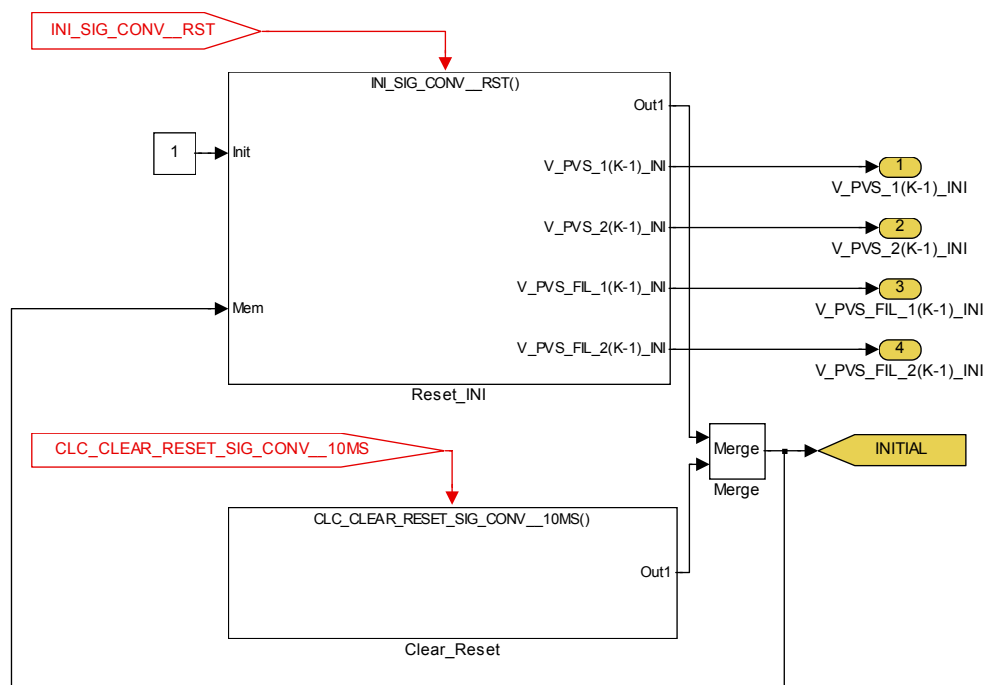 INI_SIG_CONV__RST
INI_SIG_CONV__RST()
Out1
1
Init
V_PVS_1(K-1)_INI
1
V_PVS_1(K-1)_INI
V_PVS_2(K-1)_INI
2
V_PVS_2(K-1)_INI
V_PVS_FIL_1(K-1)_INI
3
V_PVS_FIL_1(K-1)_INI
Mem
V_PVS_FIL_2(K-1)_INI
4
V_PVS_FIL_2(K-1)_INI
Reset_INI
CLC_CLEAR_RESET_SIG_CONV__10MS
Merge
INITIAL
Merge
CLC_CLEAR_RESET_SIG_CONV__10MS()
Out1
Clear_Reset